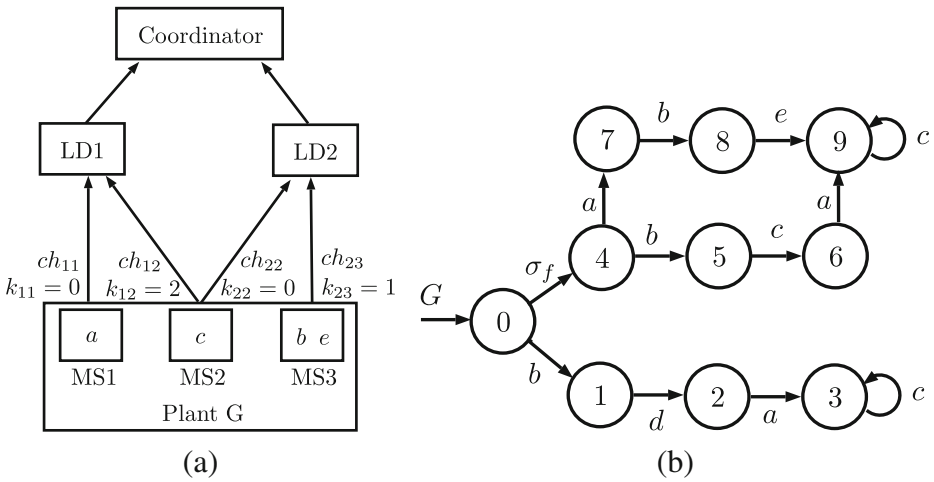 Coordinator
LD1
LD2
ch₁₁
k₁₁ = 0
ch₁₂
k₁₂ = 2
ch₂₂
k₂₂ = 0
ch₂₃
k₂₃ = 1
a
c
b e
MS1
MS2
MS3
Plant G
(a)
7
b
8
e
9
c
a
a
σ_f
4
b
5
c
6
G
0
b
1
d
2
a
3
c
(b)